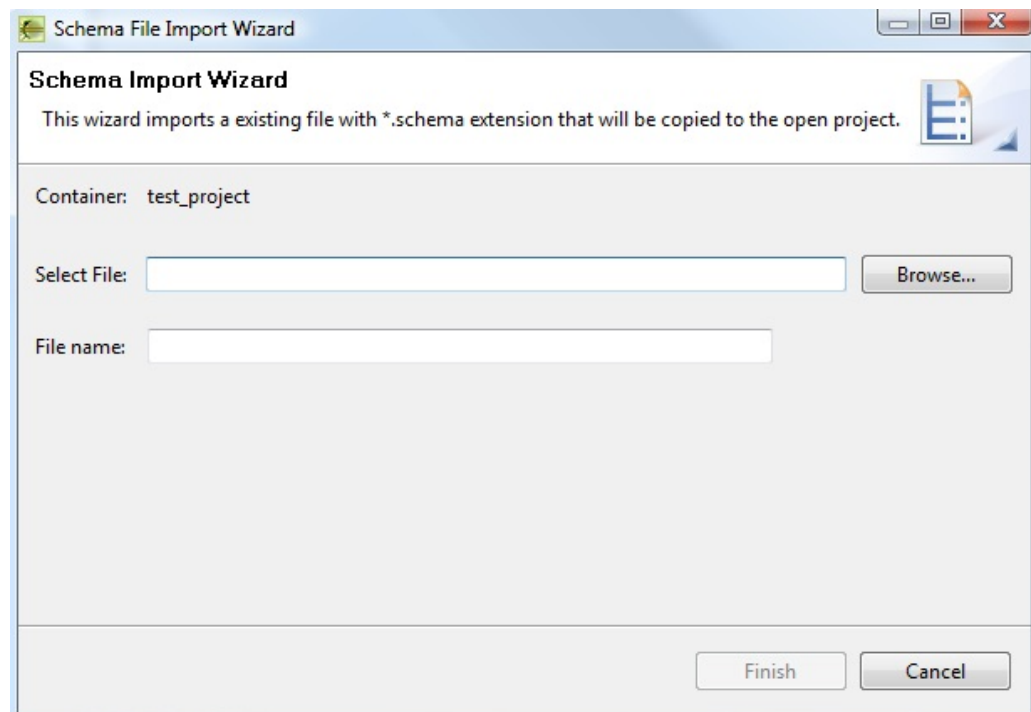 Schema File Import Wizard
Schema Import Wizard
This wizard imports a existing file with *.schema extension that will be copied to the open project.
Container: test_project
Select File: Browse...
File name:
Finish Cancel